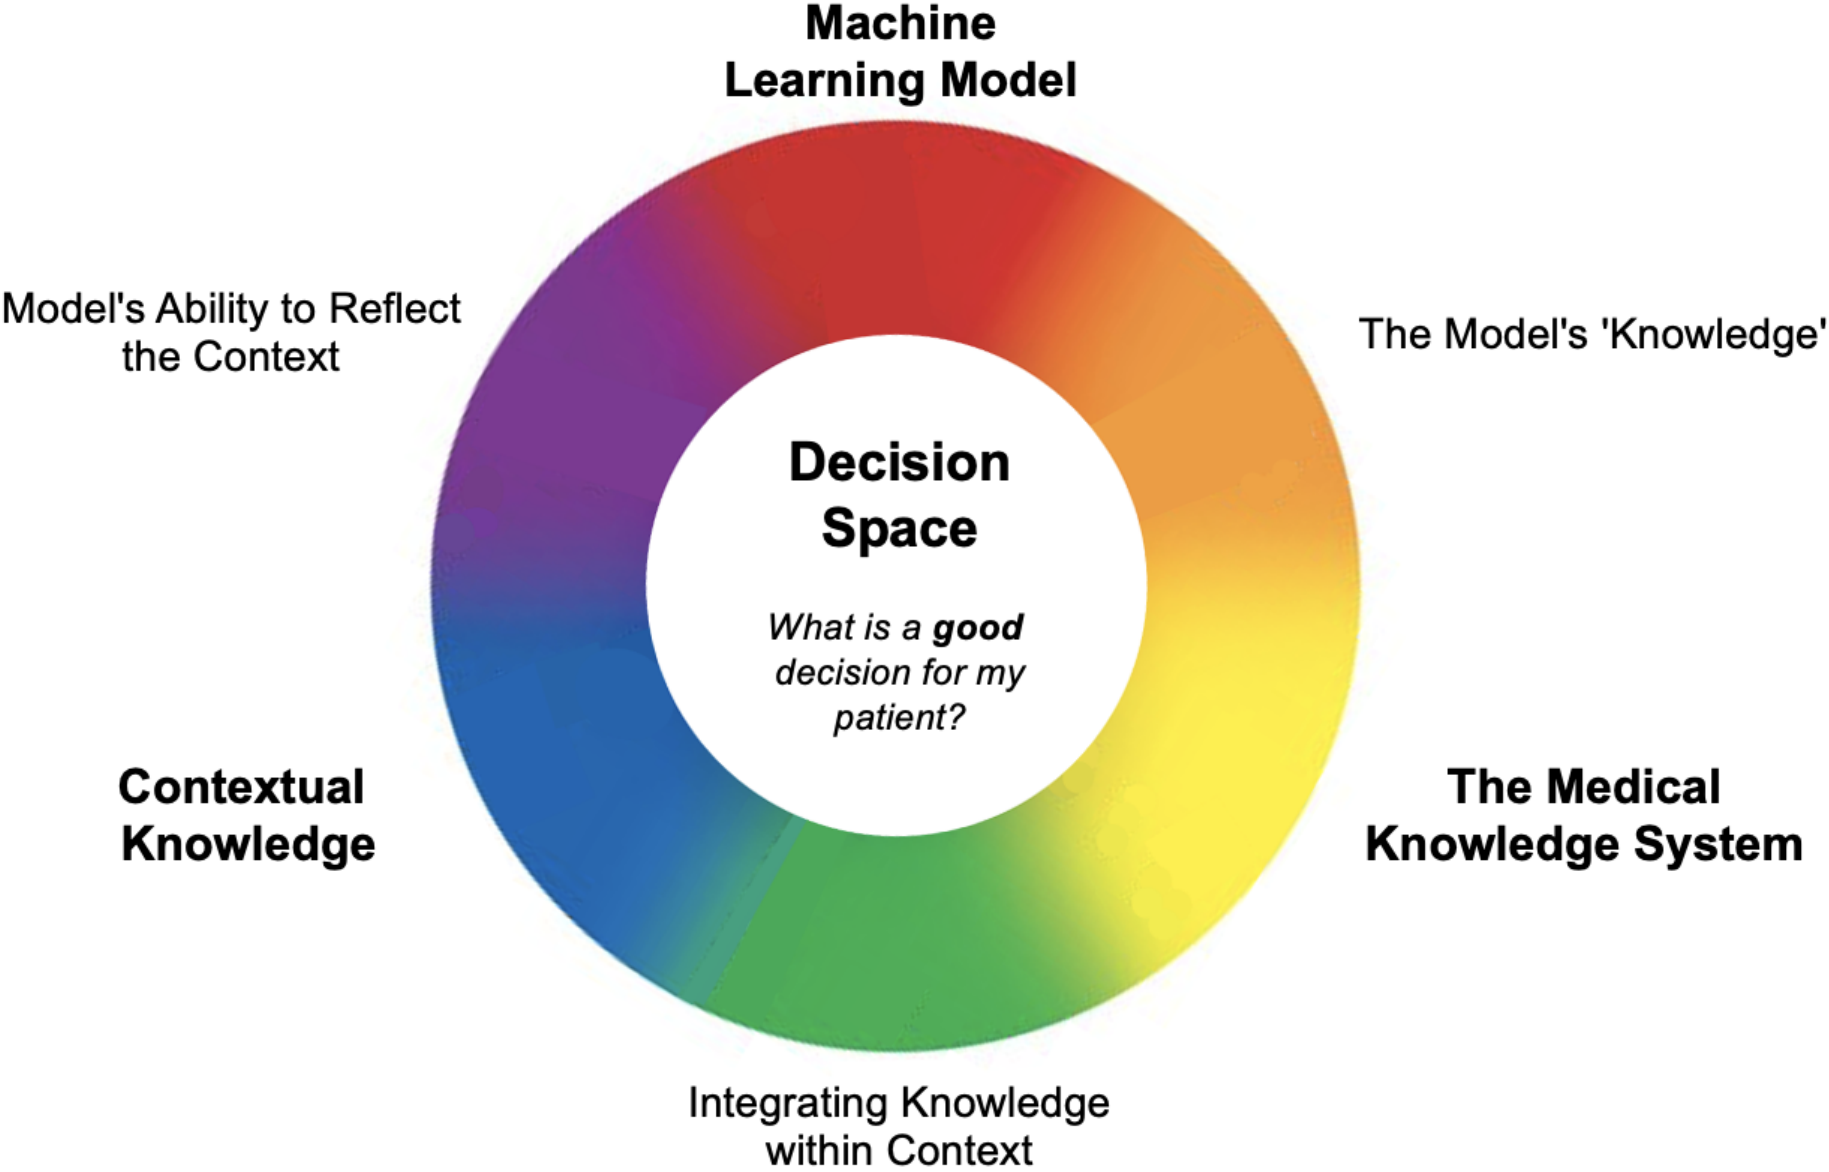 Machine
Learning Model
Model's Ability to Reflect
the Context
The Model's 'Knowledge'
Decision
Space
What is a good
decision for my
patient?
Contextual
Knowledge
The Medical
Knowledge System
Integrating Knowledge
within Context